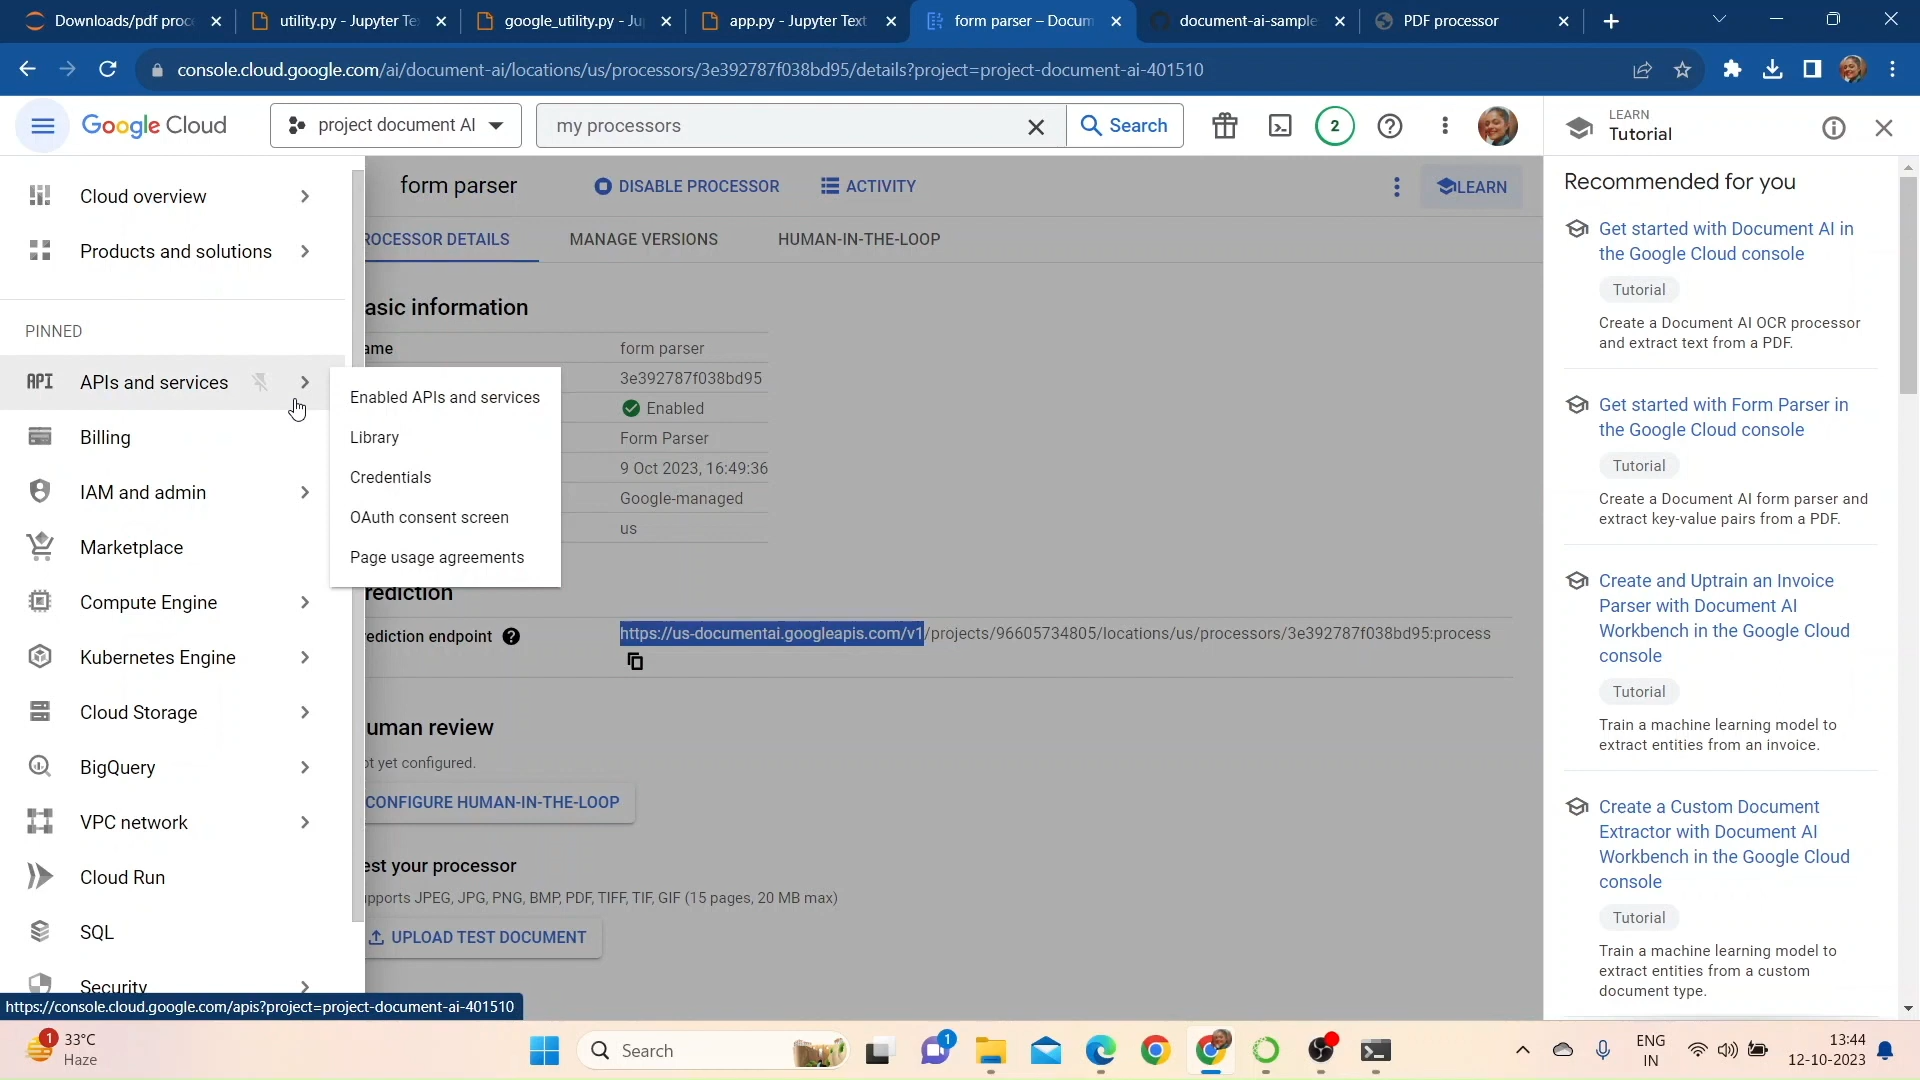 Downloads/pdf proc
utility.py - Jupyter Te
google_utility.py - Ju
app.py - Jupyter Text
form parser – Docum
document-ai-sample
PDF processor
console.cloud.google.com/ai/document-ai/locations/us/processors/3e392787f038bd95/details?project=project-document-ai-401510
Google Cloud
project document AI
my processors
Search
2
LEARN
Tutorial
Cloud overview
Products and solutions
PINNED
API APIs and services
Billing
IAM and admin
Marketplace
Compute Engine
Kubernetes Engine
Cloud Storage
BigQuery
VPC network
Cloud Run
SQL
Security
https://console.cloud.google.com/apis?project=project-document-ai-401510
Enabled APIs and services
Library
Credentials
OAuth consent screen
Page usage agreements
form parser
DISABLE PROCESSOR
ACTIVITY
LEARN
ROCESSOR DETAILS
MANAGE VERSIONS
HUMAN-IN-THE-LOOP
asic information
ame
form parser
3e392787f038bd95
Enabled
Form Parser
9 Oct 2023, 16:49:36
Google-managed
us
rediction
ediction endpoint
https://us-documentai.googleapis.com/v1/projects/96605734805/locations/us/processors/3e392787f038bd95:process
uman review
ot yet configured.
CONFIGURE HUMAN-IN-THE-LOOP
est your processor
pports JPEG, JPG, PNG, BMP, PDF, TIFF, TIF, GIF (15 pages, 20 MB max)
UPLOAD TEST DOCUMENT
Recommended for you
Get started with Document AI in
the Google Cloud console
Tutorial
Create a Document AI OCR processor
and extract text from a PDF.
Get started with Form Parser in
the Google Cloud console
Tutorial
Create a Document AI form parser and
extract key-value pairs from a PDF.
Create and Uptrain an Invoice
Parser with Document AI
Workbench in the Google Cloud
console
Tutorial
Train a machine learning model to
extract entities from an invoice.
Create a Custom Document
Extractor with Document AI
Workbench in the Google Cloud
console
Tutorial
Train a machine learning model to
extract entities from a custom
document type.
1
33°C
Haze
Search
1
ENG
IN
13:44
12-10-2023